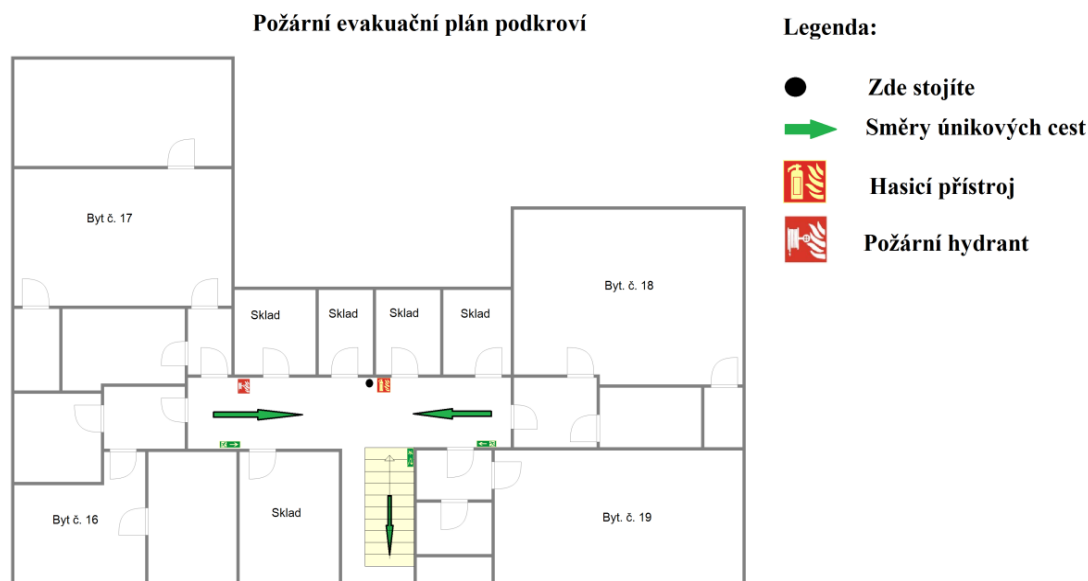 Požární evakuační plán podkroví
Legenda:
Zde stojíte
Směry únikových cest
Hasicí přístroj
Požární hydrant
Byt č. 17
Byt. č. 18
Sklad
Sklad
Sklad
Sklad
Byt č. 16
Sklad
Byt. č. 19